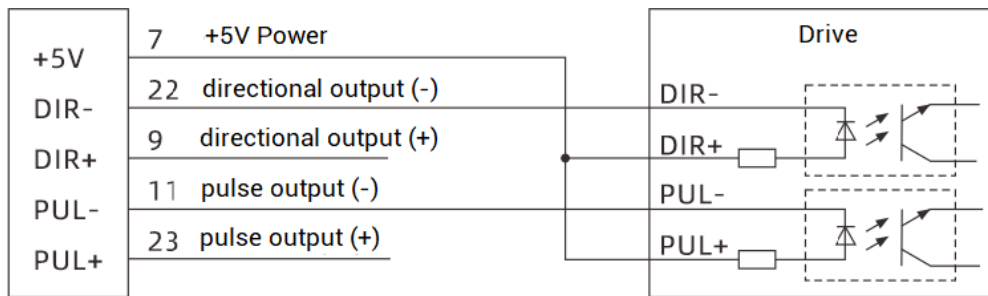 7 +5V Power Drive
+5V
22 directional output (-)
DIR- DIR-
9 directional output (+)
DIR+ DIR+
11 pulse output (-)
PUL- PUL-
23 pulse output (+)
PUL+ PUL+